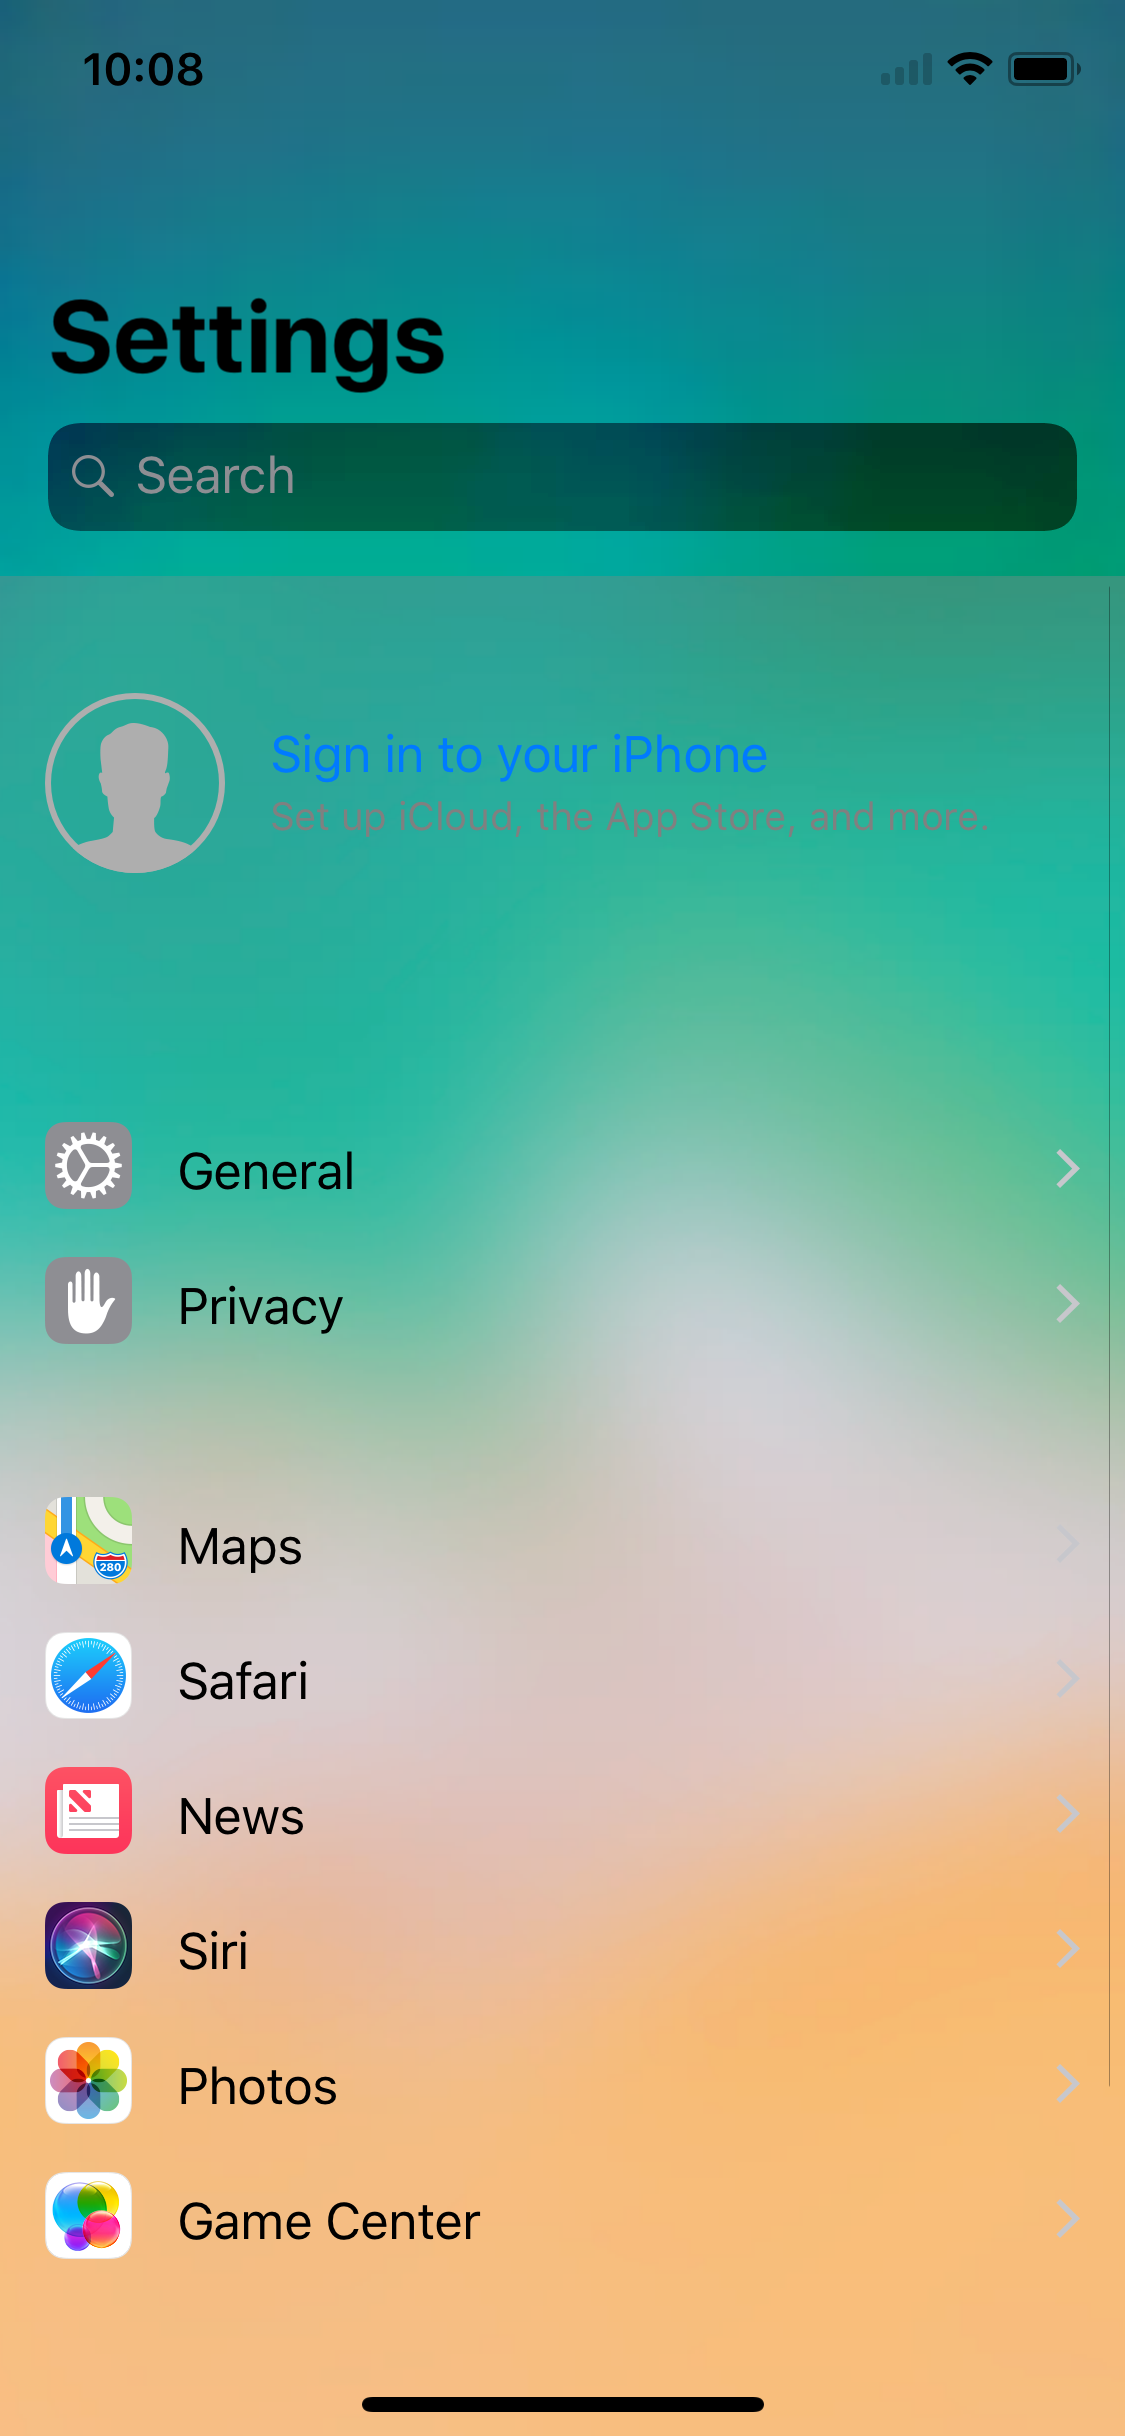 10:08
Settings
Search
Sign in to your iPhone
Set up iCloud, the App Store, and more.
General
Privacy
280
Maps
Safari
News
Siri
Photos
Game Center